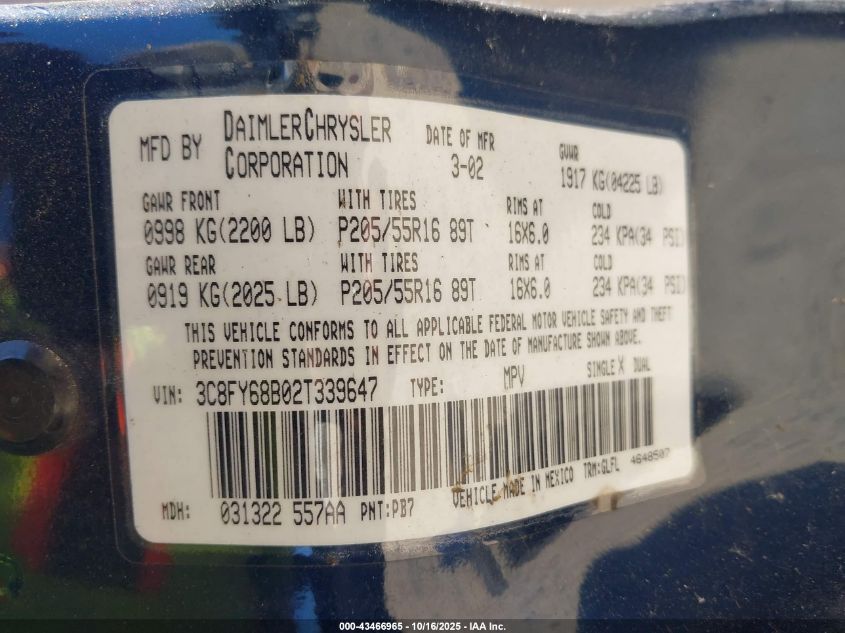 MFD BY DAIMLERCHRYSLER CORPORATION DATE OF MFR 3-02 GVWR 1917 KG(04225 LB)
GAWR FRONT WITH TIRES RIMS AT COLD
0998 KG(2200 LB) P205/55R16 89T 16X6.0 234 KPA(34 PSI)
GAWR REAR WITH TIRES RIMS AT COLD
0919 KG(2025 LB) P205/55R16 89T 16X6.0 234 KPA(34 PSI)
THIS VEHICLE CONFORMS TO ALL APPLICABLE FEDERAL MOTOR VEHICLE SAFETY AND THEFT
PREVENTION STANDARDS IN EFFECT ON THE DATE OF MANUFACTURE SHOWN ABOVE.
VIN: 3C8FY68B02T339647 TYPE: MPV SINGLE X DUAL
MDH: 031322 557AA PNT:PB7 VEHICLE MADE IN MEXICO TRM:GLFL 4648507
000-43466965 - 10/16/2025 - IAA Inc.